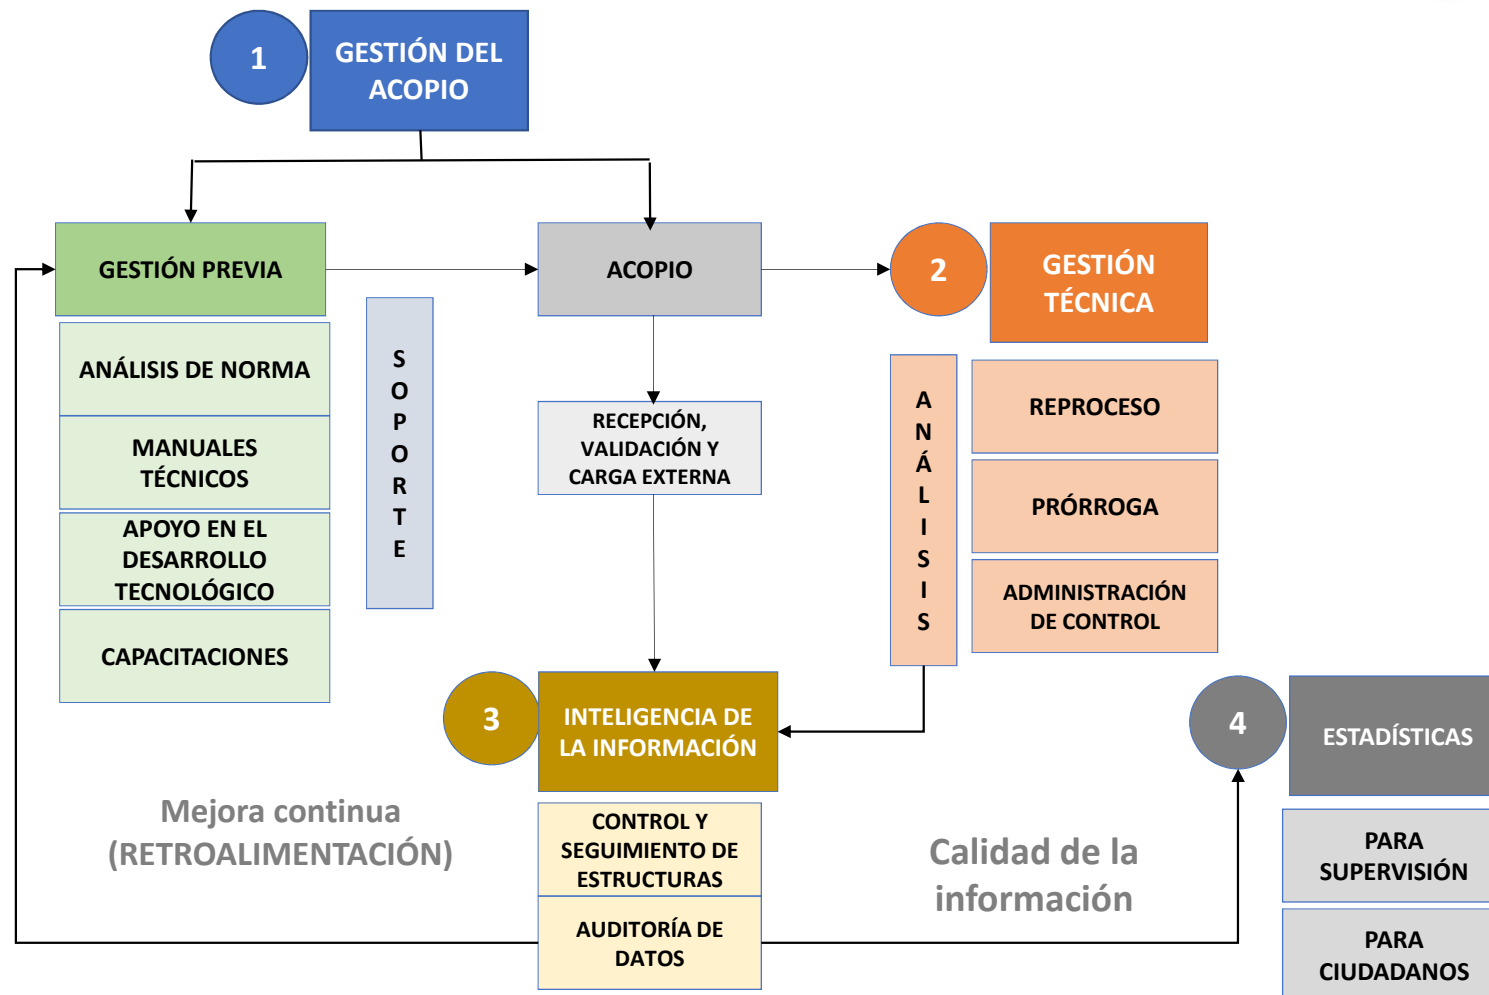 1
GESTIÓN DEL
ACOPIO
GESTIÓN PREVIA
ACOPIO
2
GESTIÓN
TÉCNICA
ANÁLISIS DE NORMA
MANUALES
TÉCNICOS
APOYO EN EL
DESARROLLO
TECNOLÓGICO
CAPACITACIONES
S
O
P
O
R
T
E
RECEPCIÓN,
VALIDACIÓN Y
CARGA EXTERNA
A
N
Á
L
I
S
I
S
REPROCESO
PRÓRROGA
ADMINISTRACIÓN
DE CONTROL
3
INTELIGENCIA DE
LA INFORMACIÓN
CONTROL Y
SEGUIMIENTO DE
ESTRUCTURAS
AUDITORÍA DE
DATOS
Mejora continua
(RETROALIMENTACIÓN)
Calidad de la
información
4
ESTADÍSTICAS
PARA
SUPERVISIÓN
PARA
CIUDADANOS